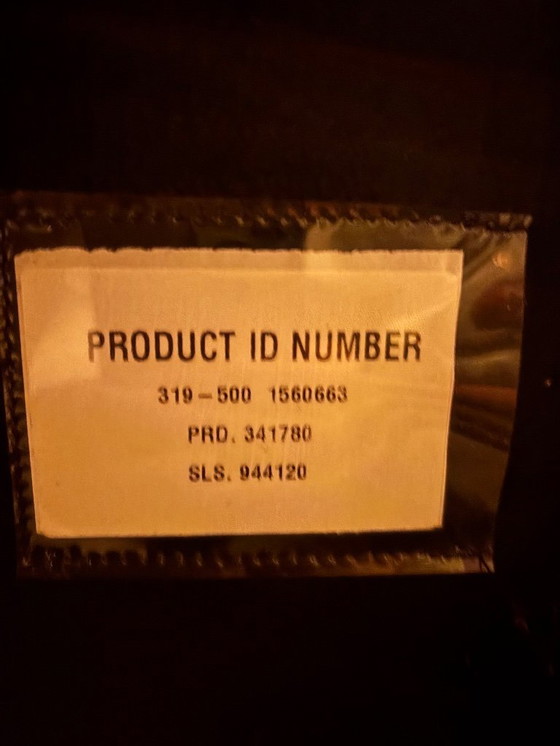 PRODUCT ID NUMBER
319-500 1560663
PRD. 341780
SLS. 944120